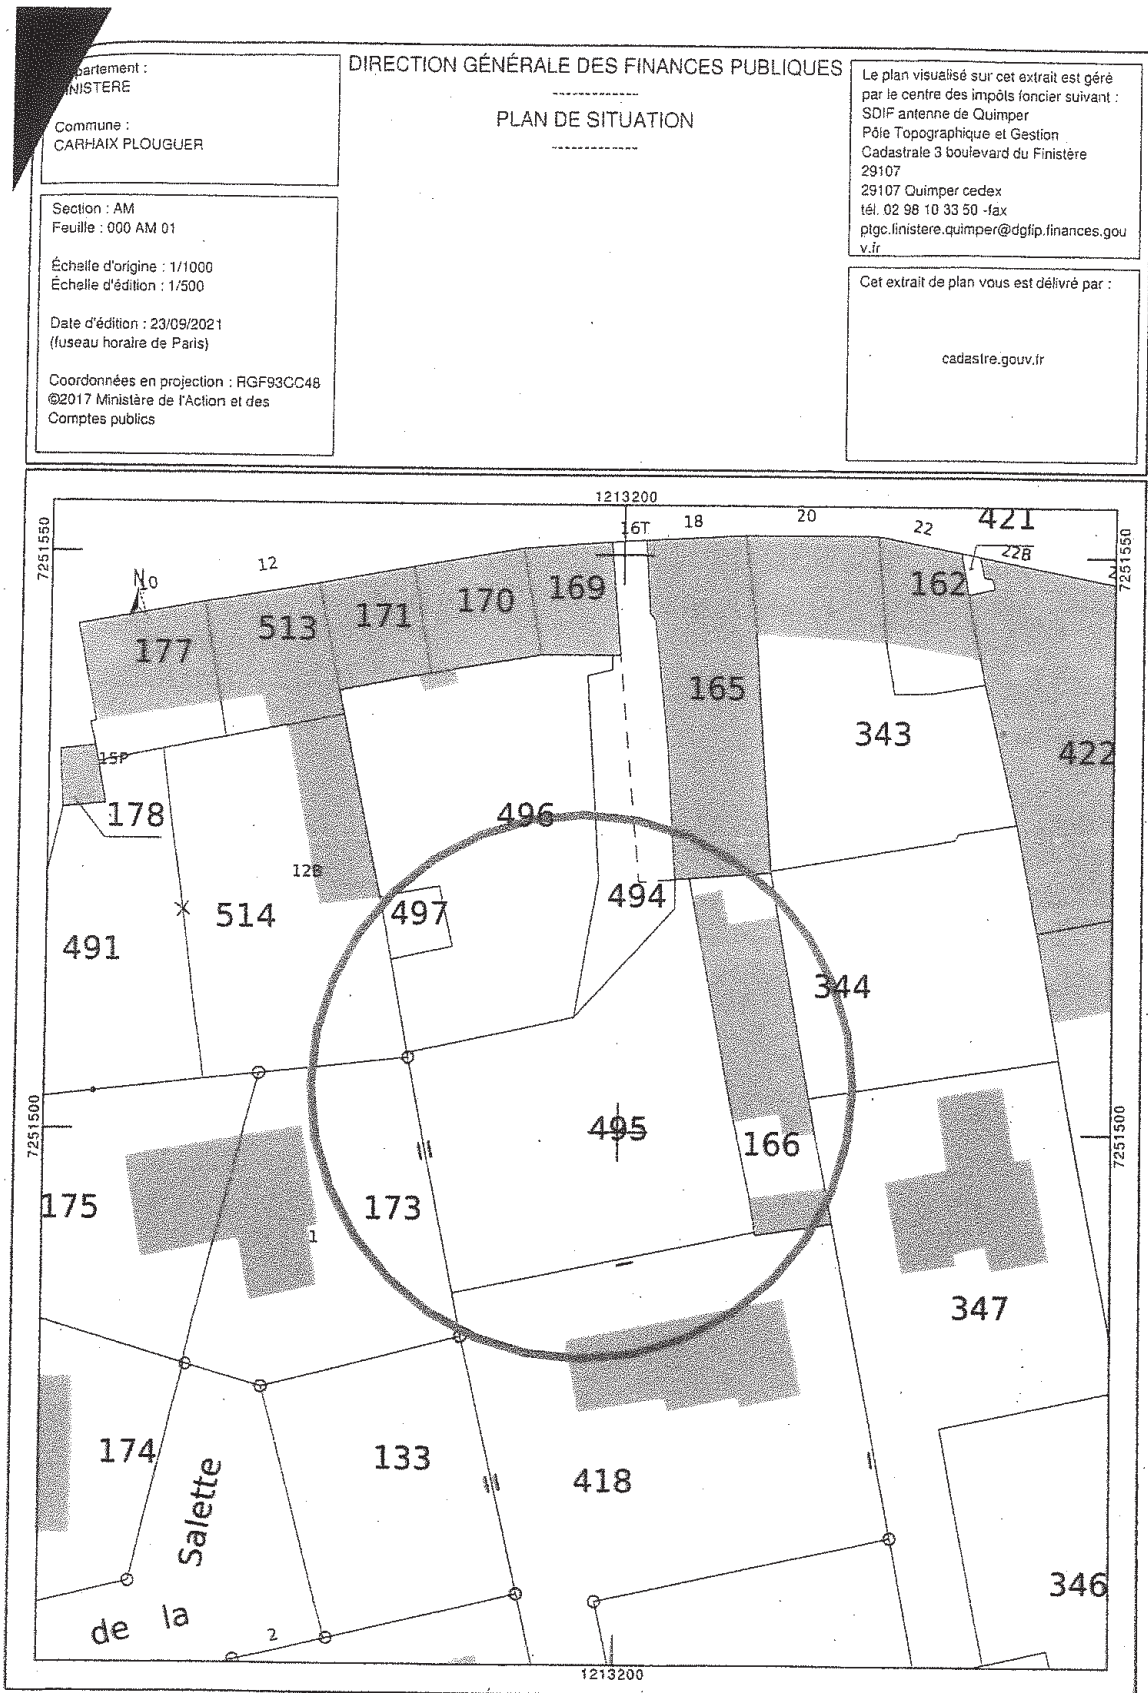 partement :
NISTERE
Commune :
CARHAIX PLOUGUER
Section : AM
Feuille : 000 AM 01
Échelle d'origine : 1/1000
Échelle d'édition : 1/500
Date d'édition : 23/09/2021
(fuseau horaire de Paris)
Coordonnées en projection : RGF93CC48
©2017 Ministère de l'Action et des
Comptes publics
DIRECTION GÉNÉRALE DES FINANCES PUBLIQUES
-------------
PLAN DE SITUATION
-------------
Le plan visualisé sur cet extrait est géré
par le centre des impôts foncier suivant :
SDIF antenne de Quimper
Pôle Topographique et Gestion
Cadastrale 3 boulevard du Finistère
29107
29107 Quimper cedex
tél. 02 98 10 33 50 -fax
ptgc.finistere.quimper@dgfip.finances.gou
v.fr
Cet extrait de plan vous est délivré par :
cadastre.gouv.fr
1213200
7251550
7251550
12
16T
18
20
22
421
22B
N
10
177
513
171
170
169
162
165
343
422
15P
178
496
12B
514
497
494
491
344
7251500
7251500
495
166
175
173
1
347
174
133
418
Salette
346
de la
2
1213200